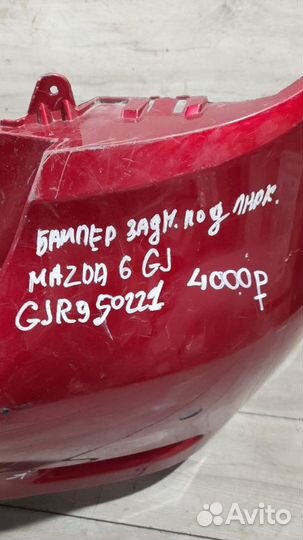 БАМПЕР ЗАДН. ПОД ПАРК.
MAZDA 6 GJ 4000р
GJR950221
Avito